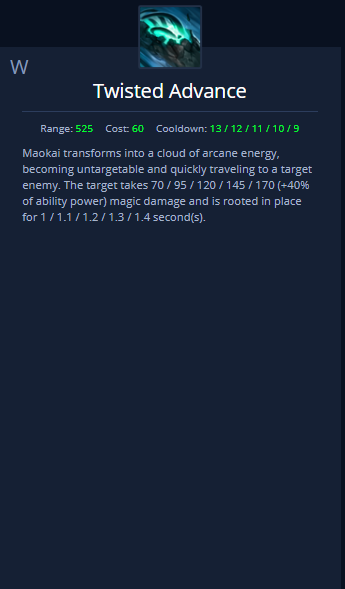 W
Twisted Advance
Range: 525 Cost: 60 Cooldown: 13 / 12 / 11 / 10 / 9
Maokai transforms into a cloud of arcane energy,
becoming untargetable and quickly traveling to a target
enemy. The target takes 70 / 95 / 120 / 145 / 170 (+40%
of ability power) magic damage and is rooted in place
for 1 / 1.1 / 1.2 / 1.3 / 1.4 second(s).